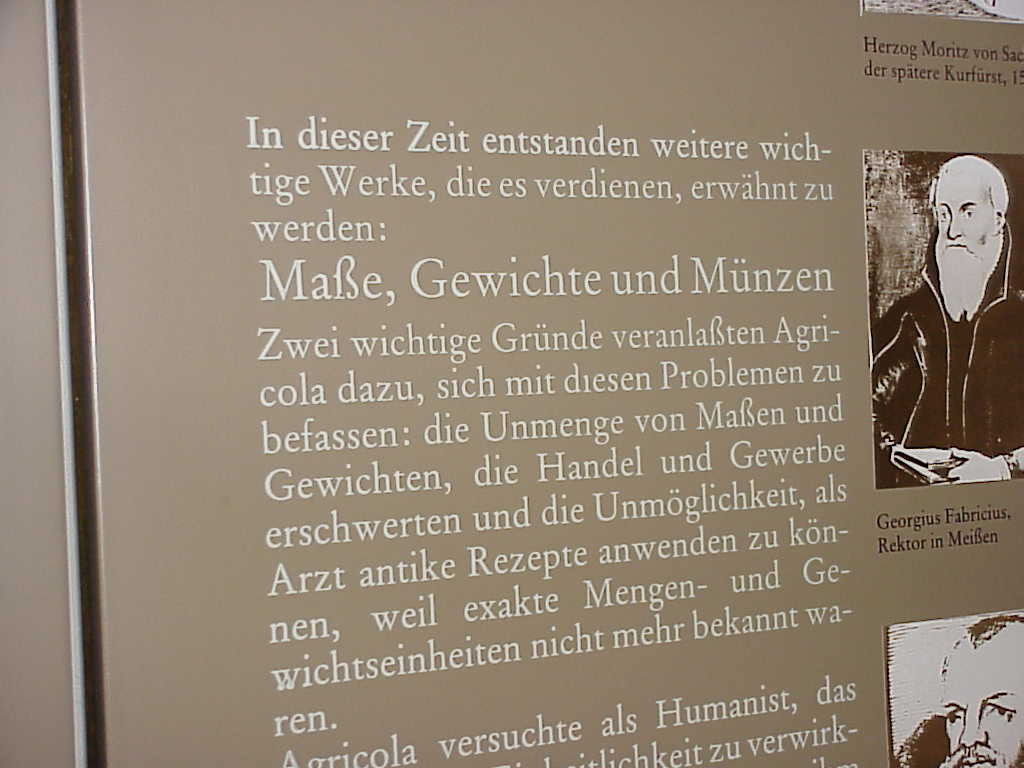 Herzog Moritz von
der spätere Kurfürst,
In dieser Zeit entstanden weitere wich-
tige Werke, die es verdienen, erwähnt zu
werden:
Maße, Gewichte und Münzen
Zwei wichtige Gründe veranlaßten Agri-
cola dazu, sich mit diesen Problemen zu
befassen: die Unmenge von Maßen und
Gewichten, die Handel und Gewerbe
erschwerten und die Unmöglichkeit, als
Arzt antike Rezepte anwenden zu kön-
nen, weil exakte Mengen- und Ge-
wichtseinheiten nicht mehr bekannt wa-
ren.
Agricola versuchte als Humanist, das
zu verwirk-
Georgius Fabricius,
Rektor in Meißen